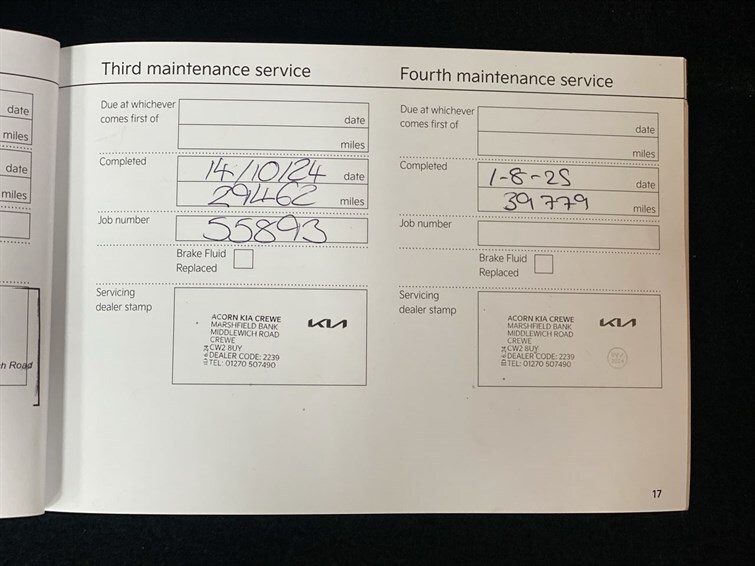 date
miles
date
miles
n Road
Third maintenance service
Due at whichever
comes first of
date
miles
Completed
14/10/24 date
29462 miles
Job number
55893
Brake Fluid
Replaced
Servicing
dealer stamp
ACORN KIA CREWE
MARSHFIELD BANK
MIDDLEWICH ROAD
CREWE
CW2 8UY
DEALER CODE: 2239
TEL: 01270 507490
KIA
Fourth maintenance service
Due at whichever
comes first of
date
miles
Completed
1-8-25 date
39779 miles
Job number
Brake Fluid
Replaced
Servicing
dealer stamp
ACORN KIA CREWE
MARSHFIELD BANK
MIDDLEWICH ROAD
CREWE
CW2 8UY
DEALER CODE: 2239
TEL: 01270 507490
KIA
17